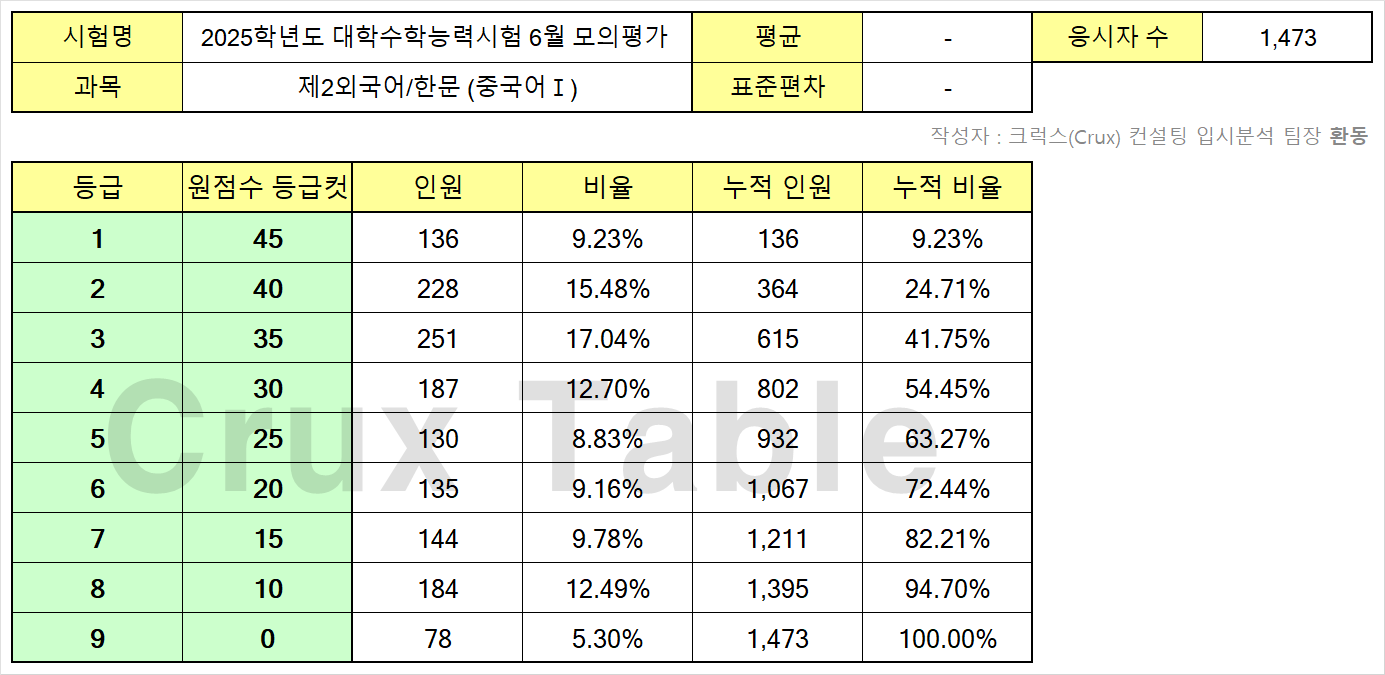 시험명 2025학년도 대학수학능력시험 6월 모의평가 평균 - 응시자 수 1,473
과목 제2외국어/한문 (중국어Ⅰ) 표준편차 -
작성자 : 크럭스(Crux) 컨설팅 입시분석 팀장 환동
등급 원점수 등급컷 인원 비율 누적 인원 누적 비율
1 45 136 9.23% 136 9.23%
2 40 228 15.48% 364 24.71%
3 35 251 17.04% 615 41.75%
4 30 187 12.70% 802 54.45%
5 25 130 8.83% 932 63.27%
6 20 135 9.16% 1,067 72.44%
7 15 144 9.78% 1,211 82.21%
8 10 184 12.49% 1,395 94.70%
9 0 78 5.30% 1,473 100.00%
Crux Table